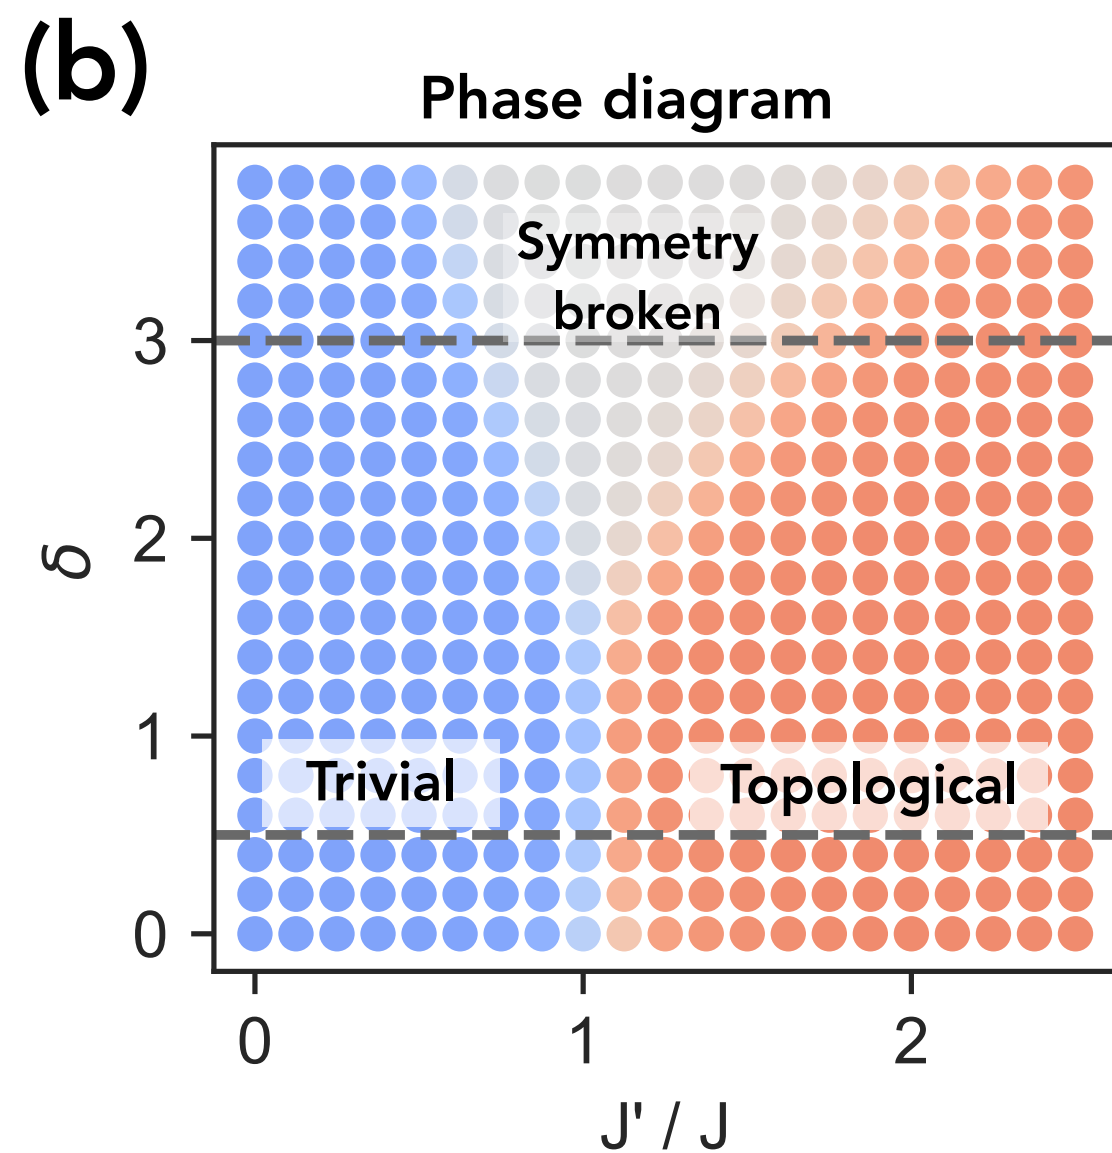 (b)
Phase diagram
Symmetry
broken
3
2
δ
1
Trivial
Topological
0
0 1 2
J' / J